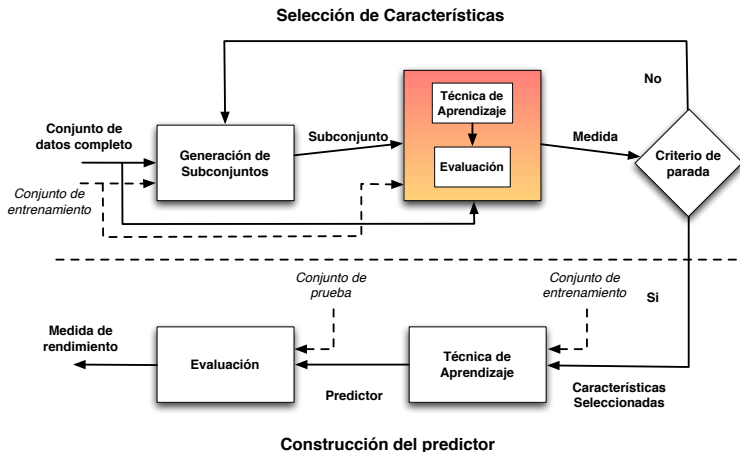 Selección de Características
No
Técnica de
Aprendizaje
Conjunto de
datos completo
Subconjunto
Medida
Generación de
Subconjuntos
Evaluación
Criterio de
parada
Conjunto de
entrenamiento
Conjunto de
prueba
Conjunto de
entrenamiento
Si
Medida de
rendimiento
Evaluación
Técnica de
Aprendizaje
Predictor
Características
Seleccionadas
Construcción del predictor